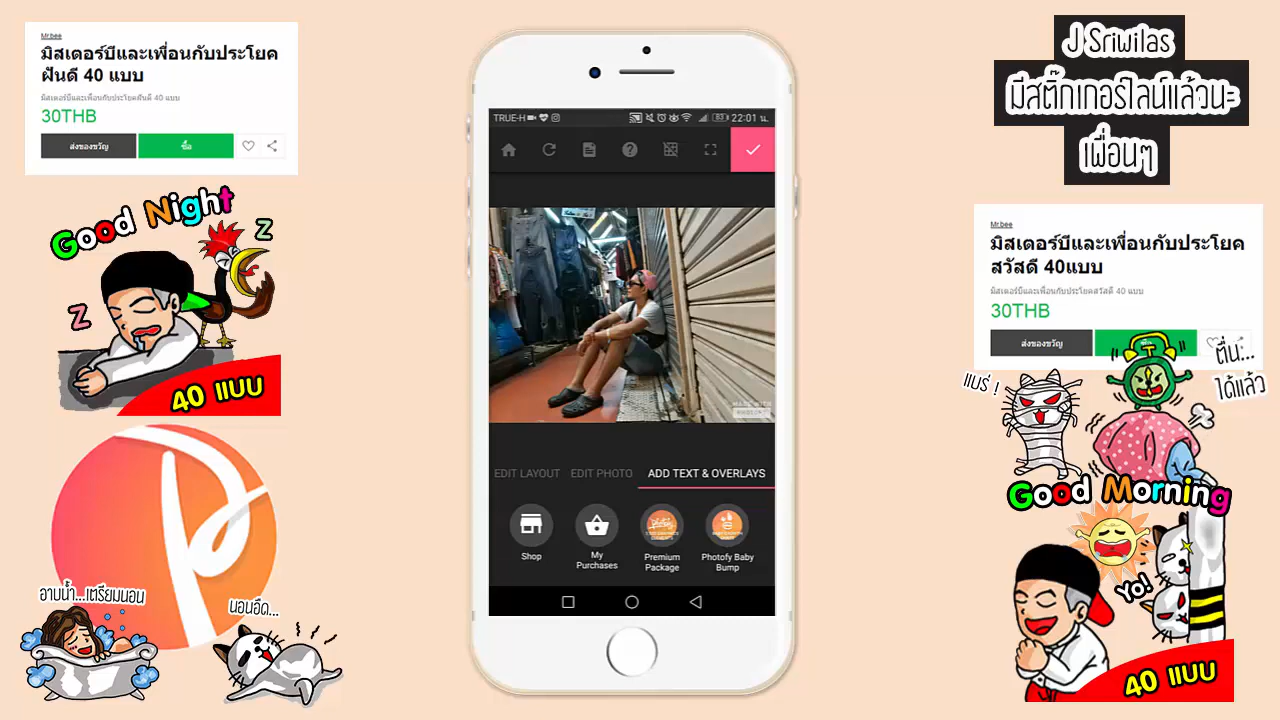 Mr.bee
มิสเตอร์บีและเพื่อนกับประโยค
ฝันดี 40 แบบ
มิสเตอร์บีและเพื่อนกับประโยคฝันดี 40 แบบ
30THB
ส่งของขวัญ
ซื้อ
Good Night
Z
Z
40 แบบ
อาบน้ำ...เตรียมนอน
นอนอืด...
TRUE-H
83
22:01 น.
EDIT LAYOUT
EDIT PHOTO
ADD TEXT & OVERLAYS
Shop
My
Purchases
Premium
Package
Photofy Baby
Bump
J Sriwilas
มีสติ๊กเกอร์ไลน์แล้วนะ
เพื่อนๆ
Mr.bee
มิสเตอร์บีและเพื่อนกับประโยค
สวัสดี 40แบบ
มิสเตอร์บีและเพื่อนกับประโยคสวัสดี 40 แบบ
30THB
ส่งของขวัญ
แบร่ !
ตื่น...
ได้แล้ว
Good Morning
Yo!
40 แบบ